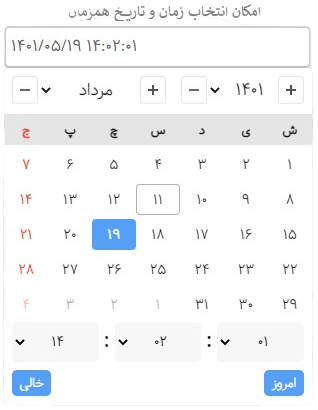 امکان انتخاب زمان و تاریخ همزمان
۱۴۰۱/۰۵/۱۹ ۱۴:۰۲:۰۱
+ ۱۴۰۱ − + مرداد −
ش ی د س چ پ ج
۱ ۲ ۳ ۴ ۵ ۶ ۷
۸ ۹ ۱۰ ۱۱ ۱۲ ۱۳ ۱۴
۱۵ ۱۶ ۱۷ ۱۸ ۱۹ ۲۰ ۲۱
۲۲ ۲۳ ۲۴ ۲۵ ۲۶ ۲۷ ۲۸
۲۹ ۳۰ ۳۱ ۱ ۲ ۳ ۴
۱۴ : ۰۲ : ۰۱
امروز خالی